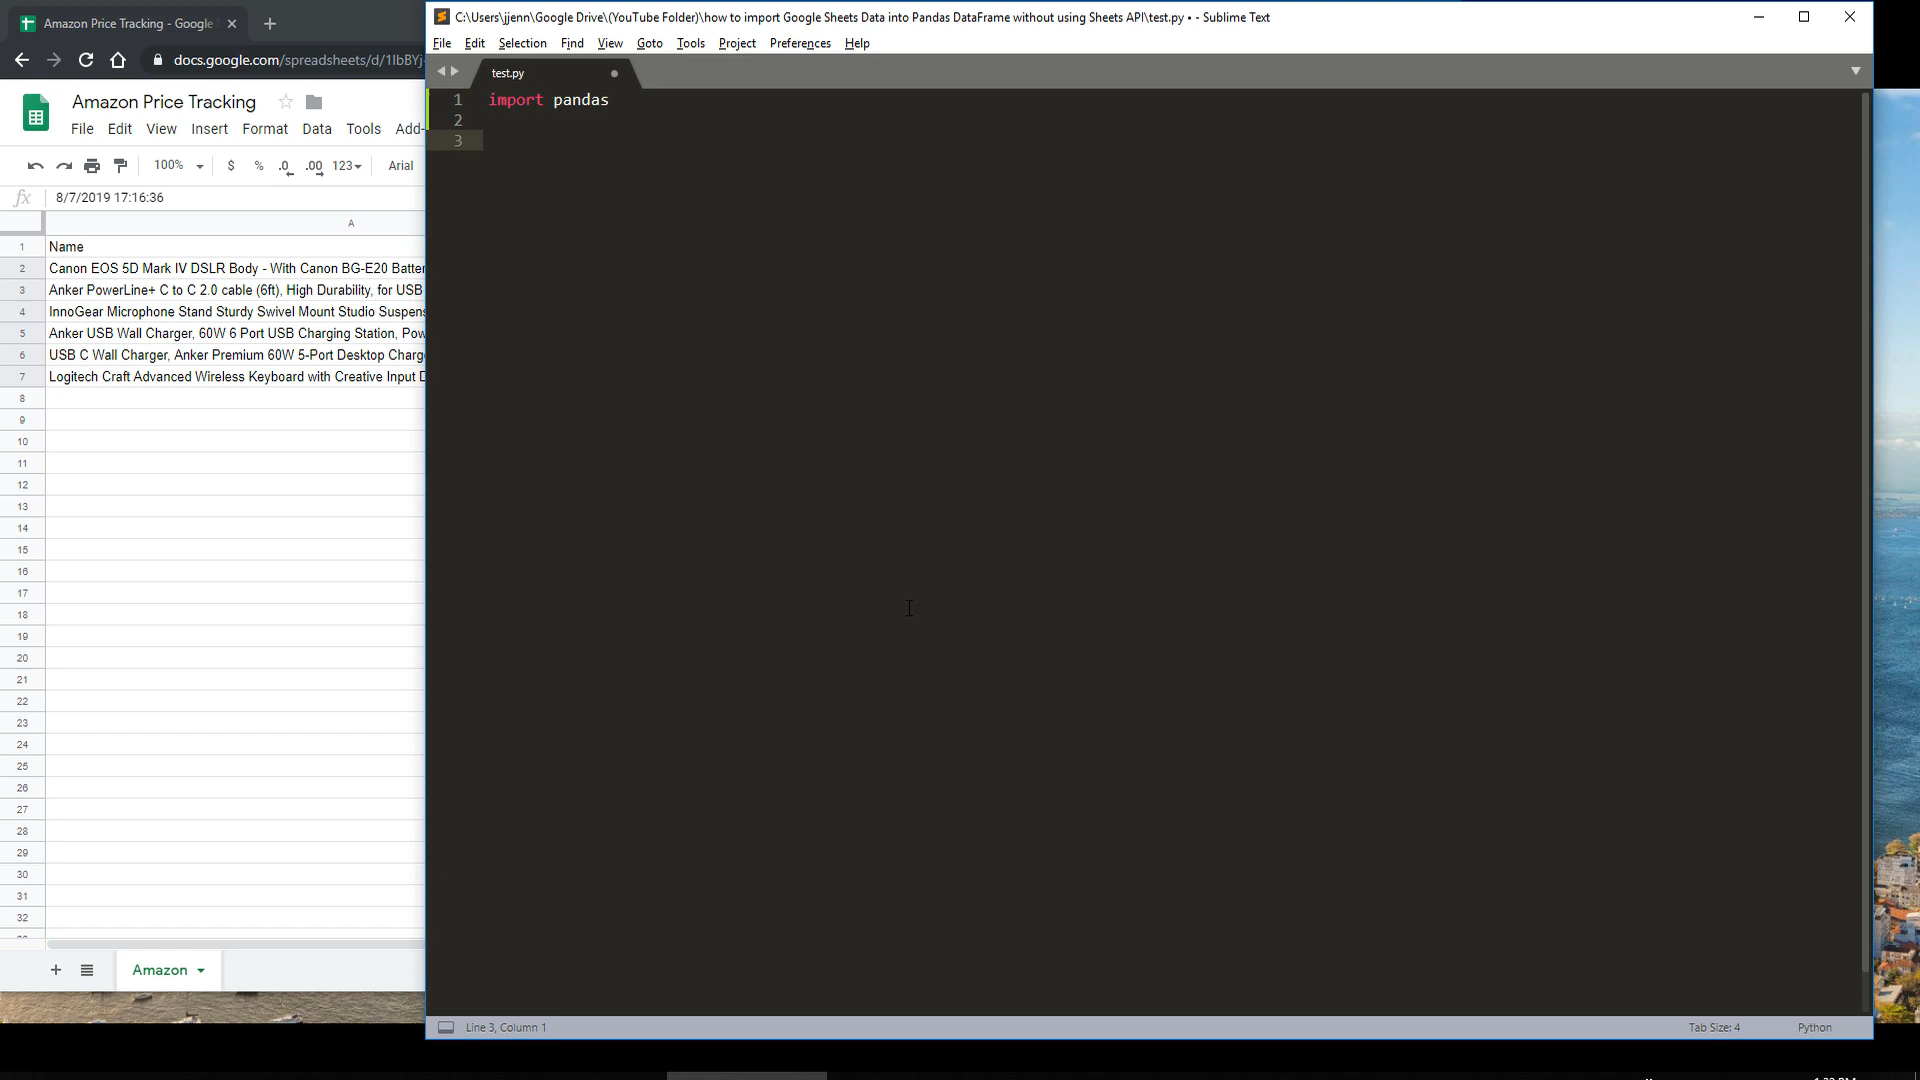 Amazon Price Tracking - Google
docs.google.com/spreadsheets/d/1IbBYj-
Amazon Price Tracking
File Edit View Insert Format Data Tools Add-
100% $ % .0 .00 123 Arial
fx 8/7/2019 17:16:36
A
1 Name
2 Canon EOS 5D Mark IV DSLR Body - With Canon BG-E20 Batter
3 Anker PowerLine+ C to C 2.0 cable (6ft), High Durability, for USB
4 InnoGear Microphone Stand Sturdy Swivel Mount Studio Suspens
5 Anker USB Wall Charger, 60W 6 Port USB Charging Station, Pow
6 USB C Wall Charger, Anker Premium 60W 5-Port Desktop Charge
7 Logitech Craft Advanced Wireless Keyboard with Creative Input D
8
9
10
11
12
13
14
15
16
17
18
19
20
21
22
23
24
25
26
27
28
29
30
31
32
Amazon
C:\Users\jjenn\Google Drive\(YouTube Folder)\how to import Google Sheets Data into Pandas DataFrame without using Sheets API\test.py • - Sublime Text
File Edit Selection Find View Goto Tools Project Preferences Help
test.py
1 import pandas
2
3
Line 3, Column 1
Tab Size: 4
Python